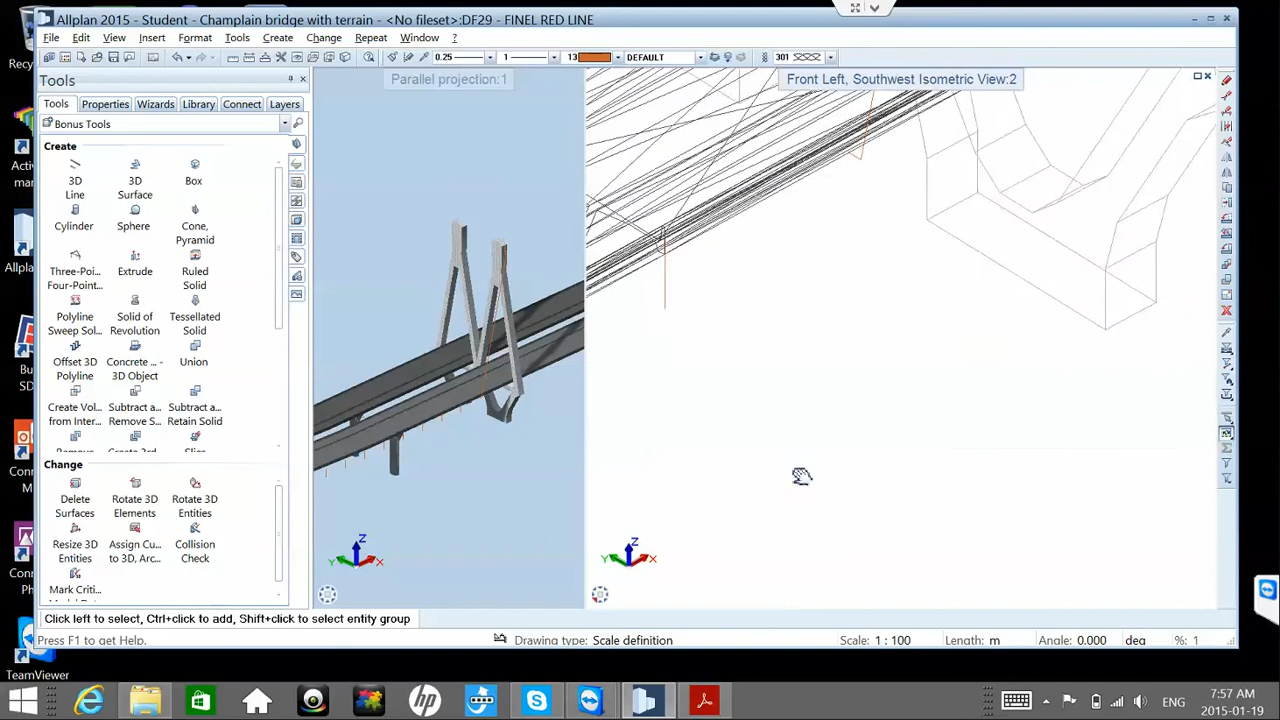 Allplan 2015 - Student - Champlain bridge with terrain - <No fileset>:DF29 - FINEL RED LINE
File Edit View Insert Format Tools Create Change Repeat Window ?
0.25 1 13 DEFAULT 301
Tools
Parallel projection:1
Front Left, Southwest Isometric View:2
Tools Properties Wizards Library Connect Layers
Bonus Tools
Create
3D Line
3D Surface
Box
Cylinder
Sphere
Cone, Pyramid
Three-Poi... Four-Point...
Extrude
Ruled Solid
Polyline Sweep Sol...
Solid of Revolution
Tessellated Solid
Offset 3D Polyline
Concrete ... - 3D Object
Union
Create Vol... from Inter...
Subtract a... Remove S...
Subtract a... Retain Solid
Change
Delete Surfaces
Rotate 3D Elements
Rotate 3D Entities
Resize 3D Entities
Assign Cu... to 3D, Arc...
Collision Check
Mark Criti...
Z
Y
X
Z
Y
X
Click left to select, Ctrl+click to add, Shift+click to select entity group
Press F1 to get Help.
Drawing type: Scale definition
Scale: 1 : 100
Length: m
Angle: 0.000
deg
%: 1
TeamViewer
hp
ENG
7:57 AM
2015-01-19